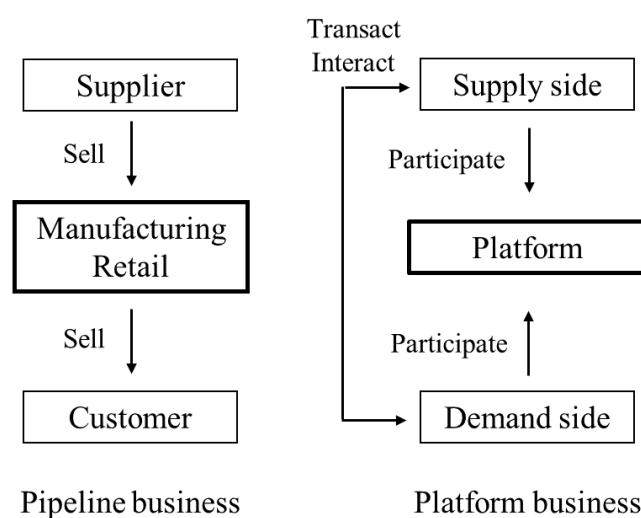 Supplier
Sell
Manufacturing
Retail
Sell
Customer
Pipeline business
Transact
Interact
Supply side
Participate
Platform
Participate
Demand side
Platform business